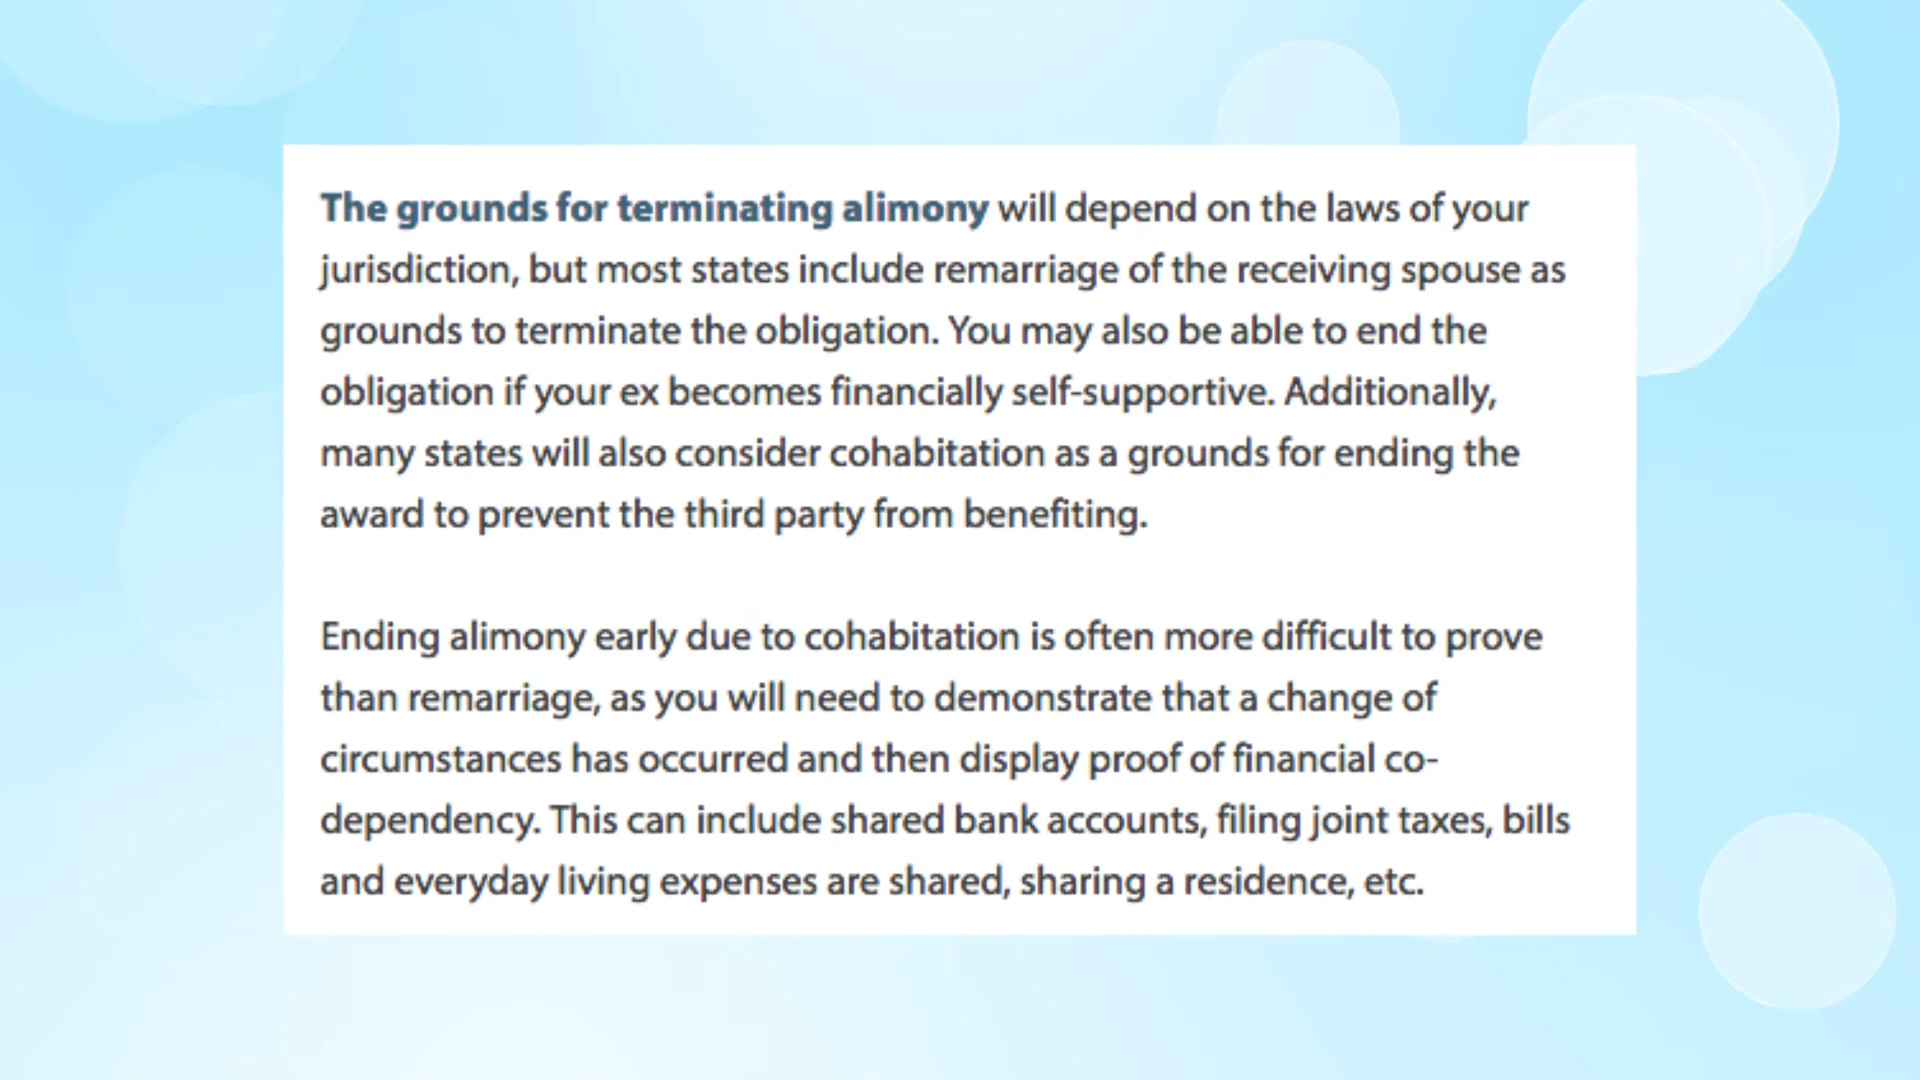 The grounds for terminating alimony will depend on the laws of your
jurisdiction, but most states include remarriage of the receiving spouse as
grounds to terminate the obligation. You may also be able to end the
obligation if your ex becomes financially self-supportive. Additionally,
many states will also consider cohabitation as a grounds for ending the
award to prevent the third party from benefiting.
Ending alimony early due to cohabitation is often more difficult to prove
than remarriage, as you will need to demonstrate that a change of
circumstances has occurred and then display proof of financial co-
dependency. This can include shared bank accounts, filing joint taxes, bills
and everyday living expenses are shared, sharing a residence, etc.